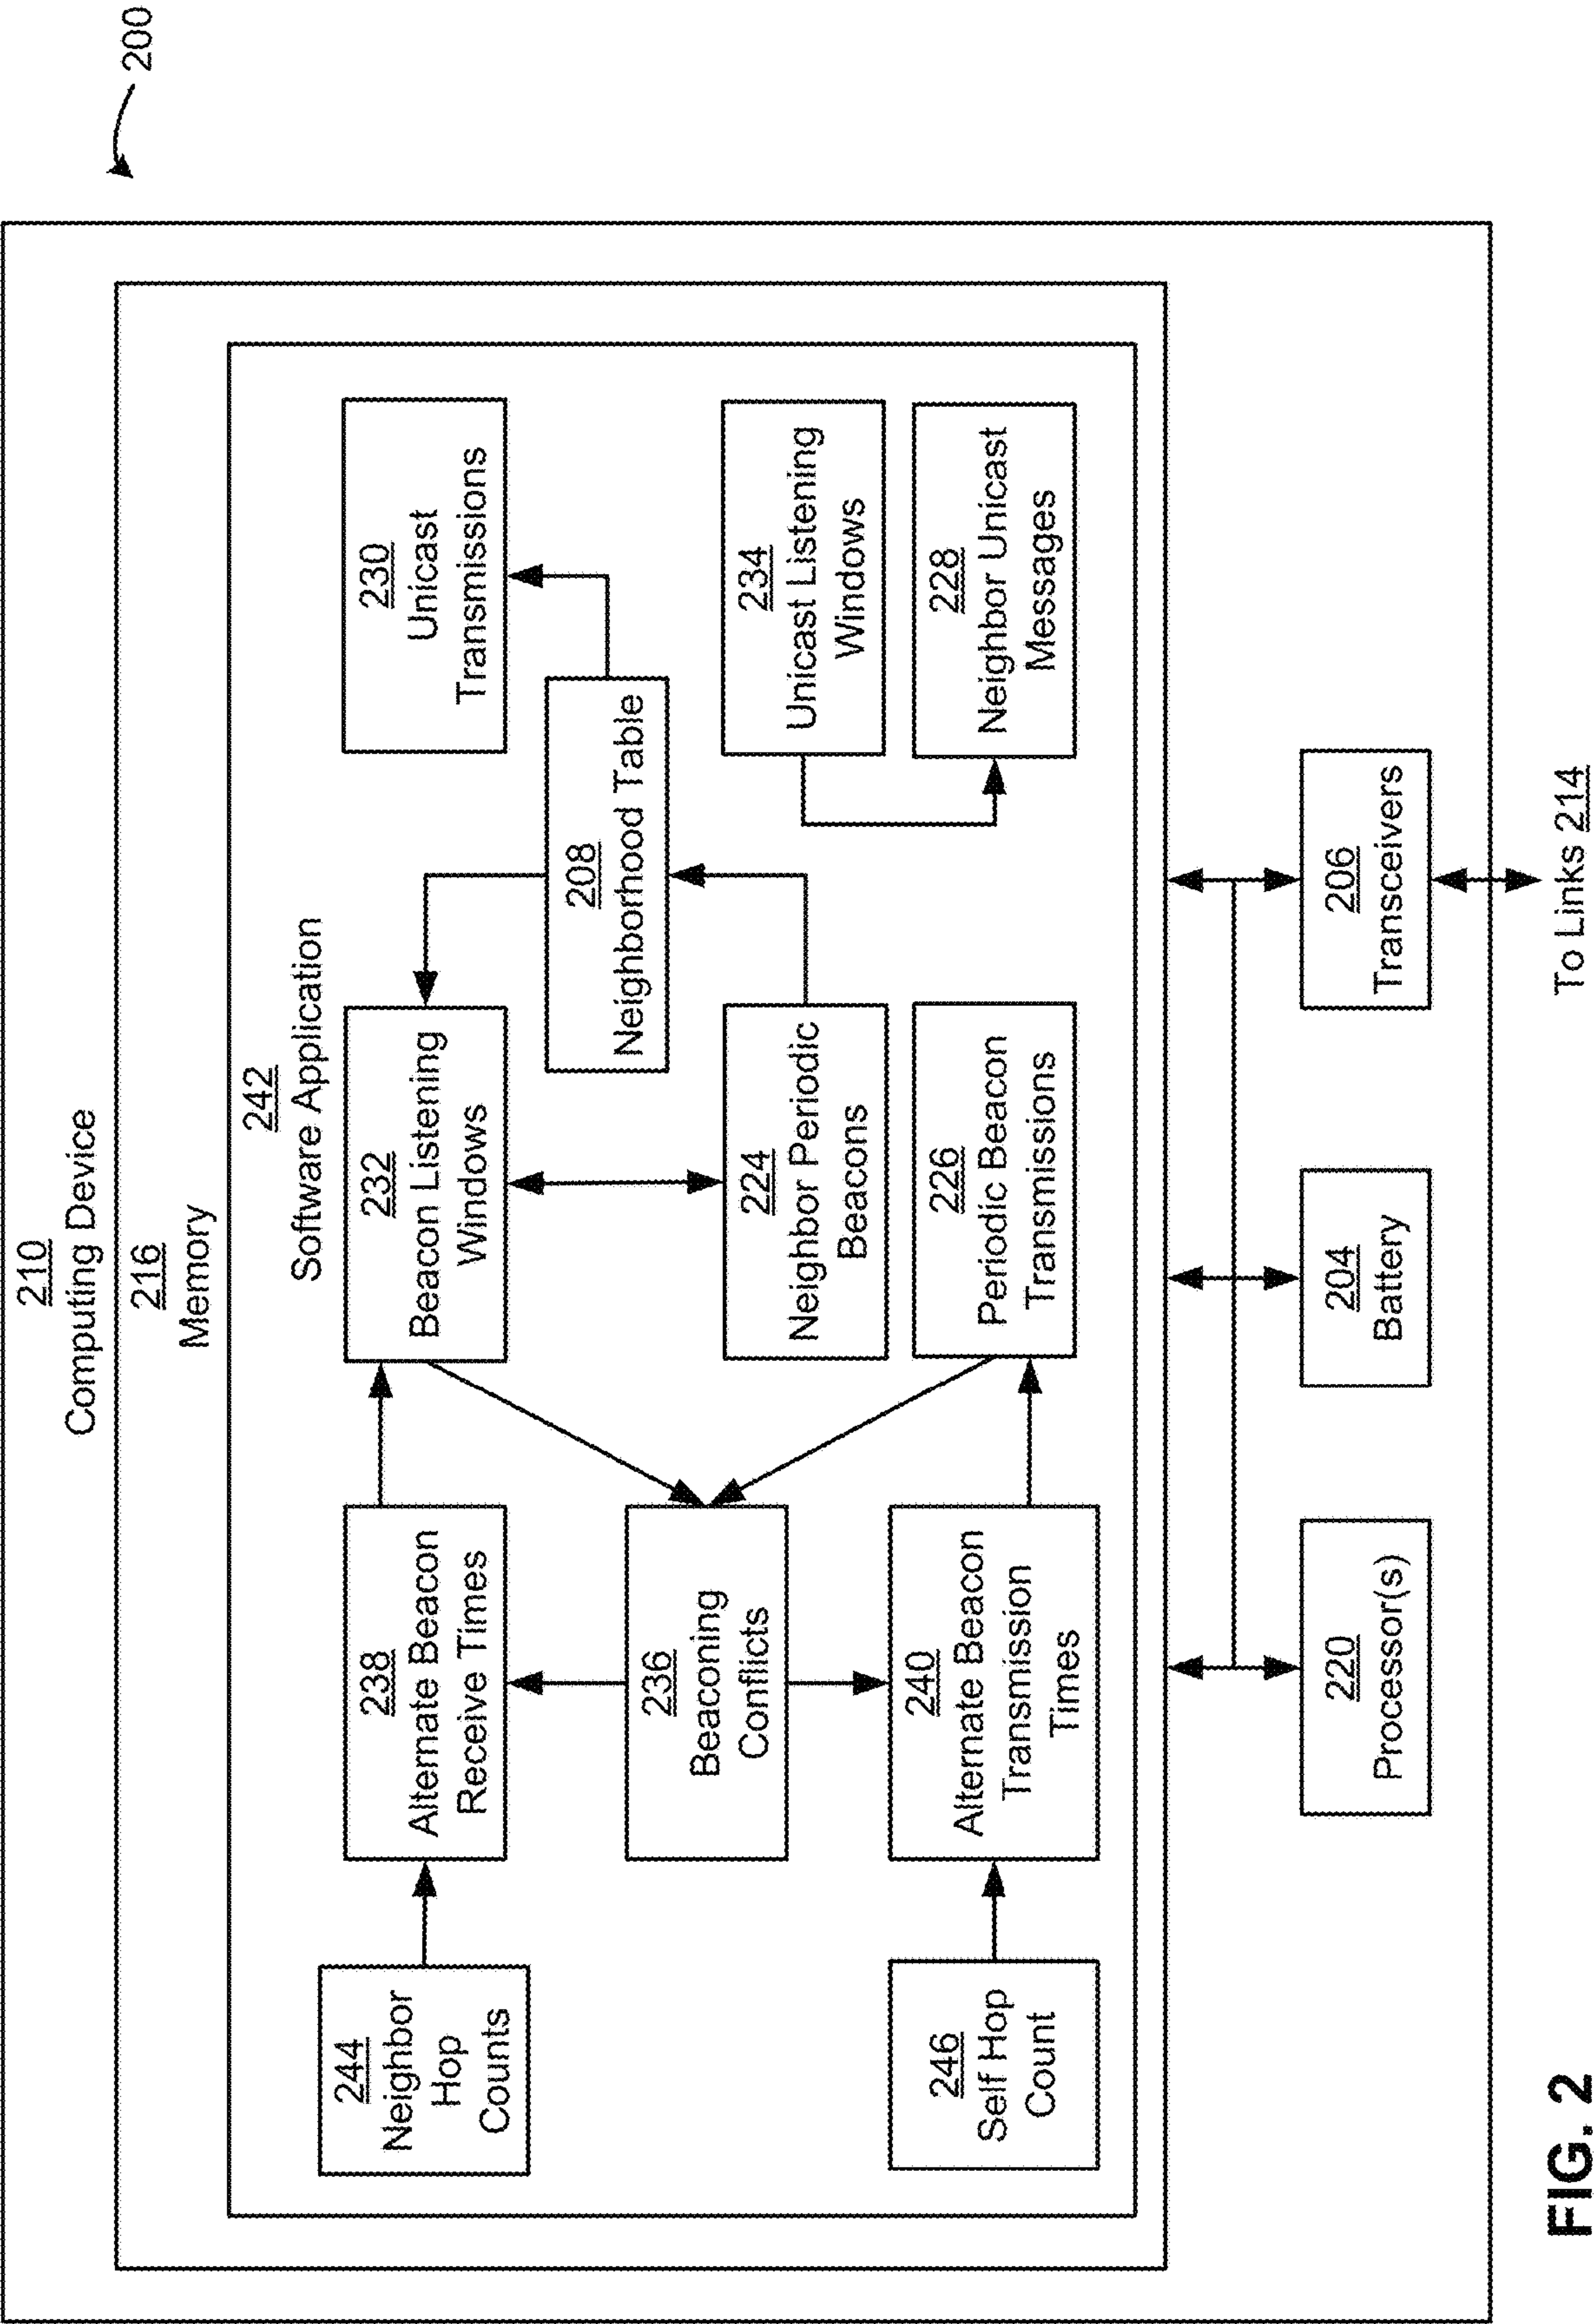 200
210
Computing Device
216
Memory
242
Software Application
244
Neighbor
Hop
Counts
238
Alternate Beacon
Receive Times
232
Beacon Listening
Windows
230
Unicast
Transmissions
208
Neighborhood Table
236
Beaconing
Conflicts
224
Neighbor Periodic
Beacons
234
Unicast Listening
Windows
246
Self Hop
Count
240
Alternate Beacon
Transmission
Times
226
Periodic Beacon
Transmissions
228
Neighbor Unicast
Messages
220
Processor(s)
204
Battery
206
Transceivers
To Links 214
FIG. 2